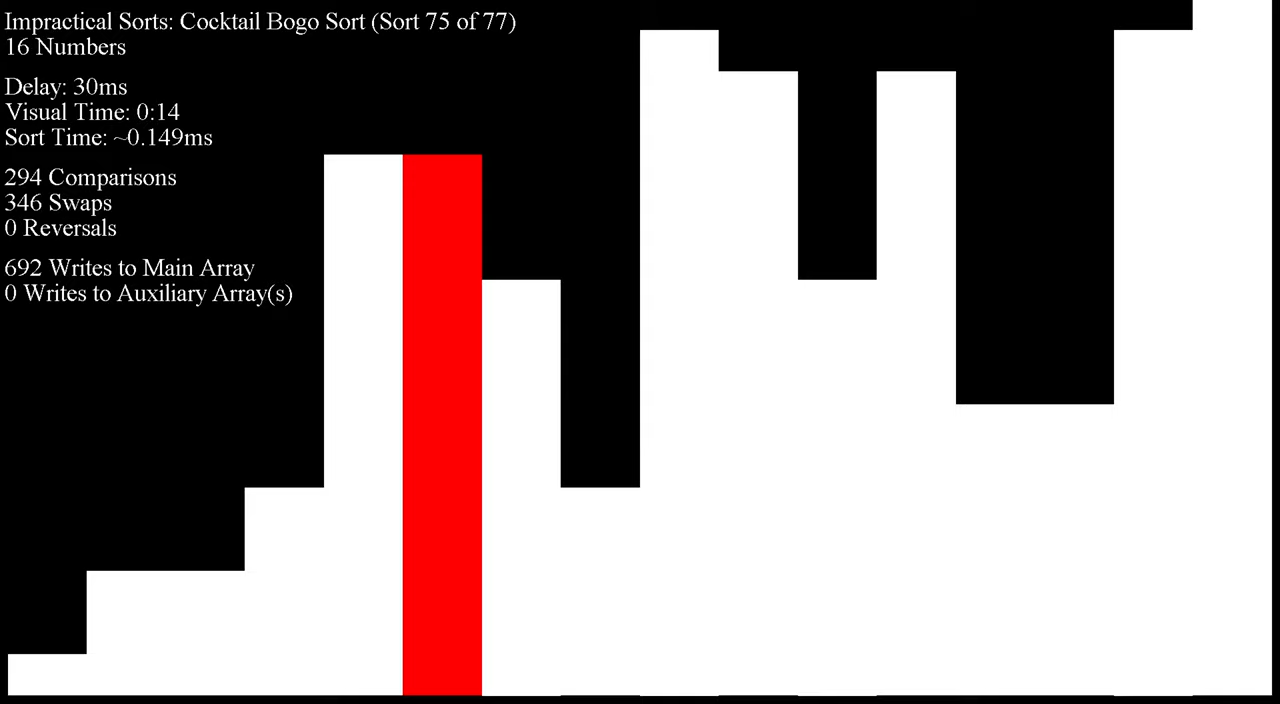 Impractical Sorts: Cocktail Bogo Sort (Sort 75 of 77)
16 Numbers
Delay: 30ms
Visual Time: 0:14
Sort Time: ~0.149ms
294 Comparisons
346 Swaps
0 Reversals
692 Writes to Main Array
0 Writes to Auxiliary Array(s)